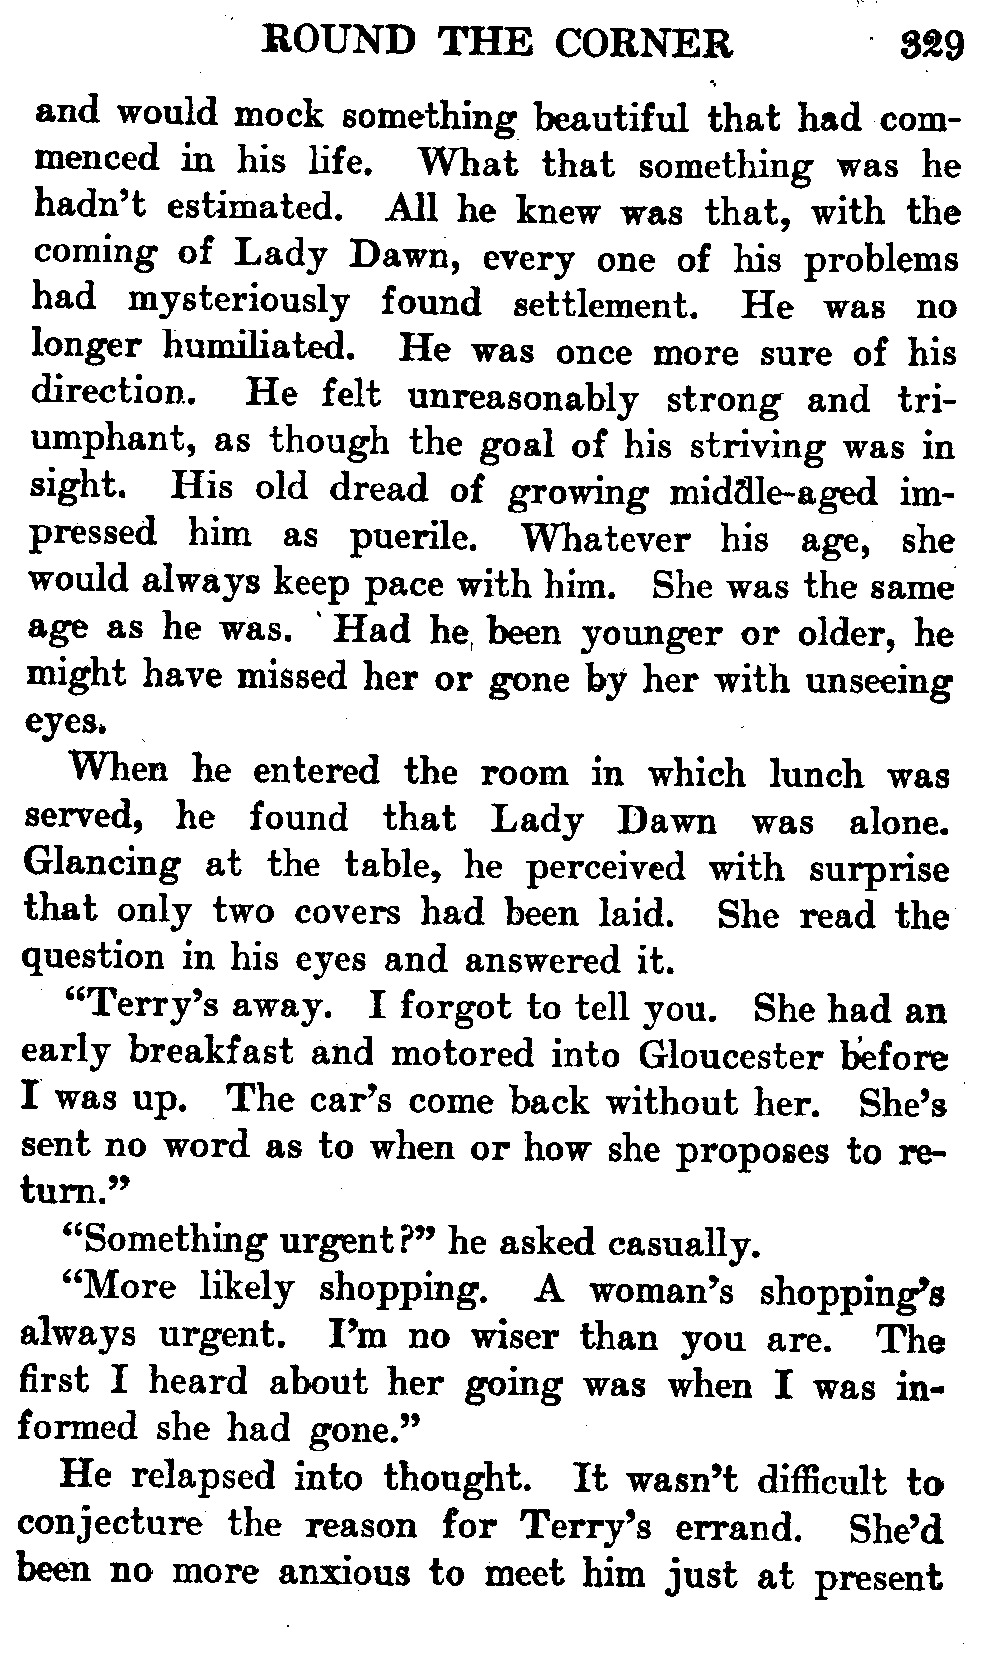 ROUND THE CORNER 329
and would mock something beautiful that had com-
menced in his life. What that something was he
hadn't estimated. All he knew was that, with the
coming of Lady Dawn, every one of his problems
had mysteriously found settlement. He was no
longer humiliated. He was once more sure of his
direction. He felt unreasonably strong and tri-
umphant, as though the goal of his striving was in
sight. His old dread of growing middle-aged im-
pressed him as puerile. Whatever his age, she
would always keep pace with him. She was the same
age as he was. Had he been younger or older, he
might have missed her or gone by her with unseeing
eyes.
When he entered the room in which lunch was
served, he found that Lady Dawn was alone.
Glancing at the table, he perceived with surprise
that only two covers had been laid. She read the
question in his eyes and answered it.
"Terry's away. I forgot to tell you. She had an
early breakfast and motored into Gloucester before
I was up. The car's come back without her. She's
sent no word as to when or how she proposes to re-
turn."
"Something urgent?" he asked casually.
"More likely shopping. A woman's shopping's
always urgent. I'm no wiser than you are. The
first I heard about her going was when I was in-
formed she had gone."
He relapsed into thought. It wasn't difficult to
conjecture the reason for Terry's errand. She'd
been no more anxious to meet him just at present